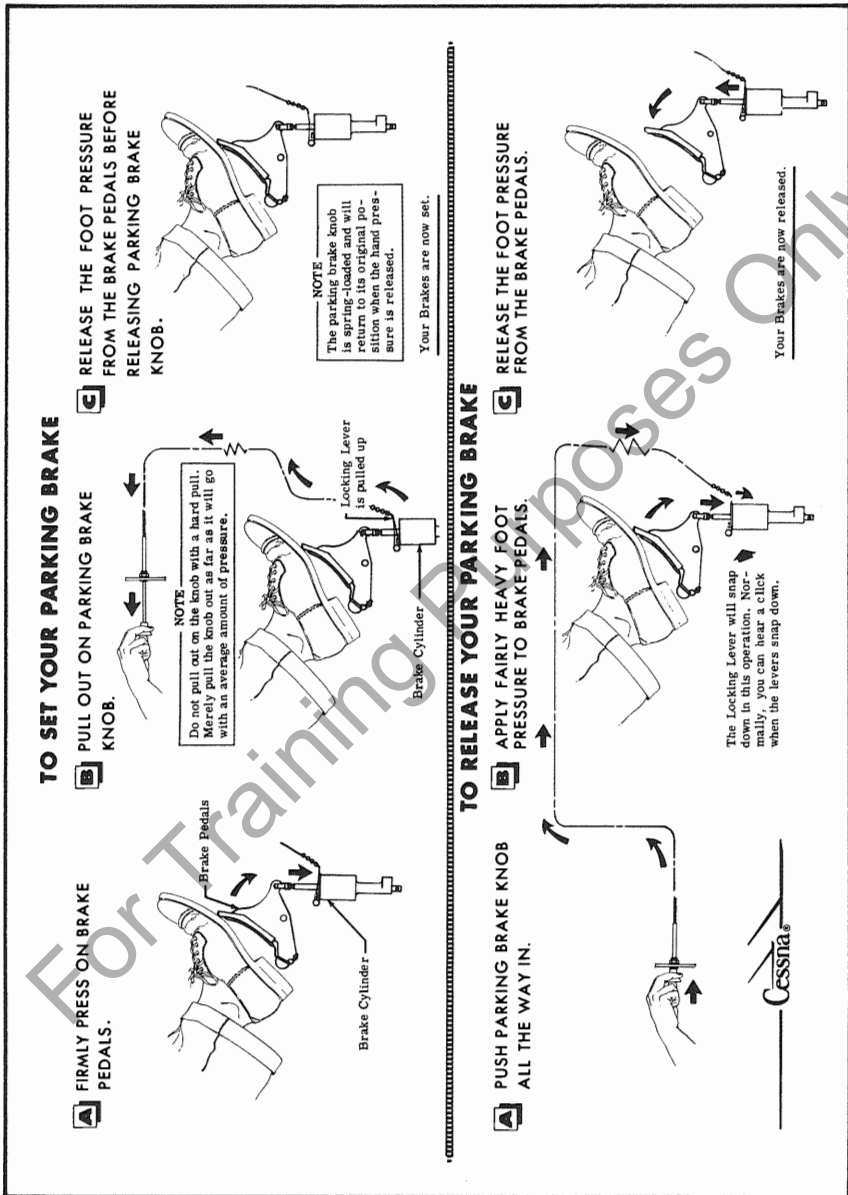 TO SET YOUR PARKING BRAKE
A FIRMLY PRESS ON BRAKE
PEDALS.
Brake Pedals
Brake Cylinder
B PULL OUT ON PARKING BRAKE
KNOB.
NOTE
Do not pull out on the knob with a hard pull.
Merely pull the knob out as far as it will go
with an average amount of pressure.
Locking Lever
is pulled up
Brake Cylinder
C RELEASE THE FOOT PRESSURE
FROM THE BRAKE PEDALS BEFORE
RELEASING PARKING BRAKE
KNOB.
NOTE
The parking brake knob
is spring-loaded and will
return to its original po-
sition when the hand pres-
sure is released.
Your Brakes are now set.
TO RELEASE YOUR PARKING BRAKE
A PUSH PARKING BRAKE KNOB
ALL THE WAY IN.
Cessna®
B APPLY FAIRLY HEAVY FOOT
PRESSURE TO BRAKE PEDALS.
The Locking Lever will snap
down in this operation. Nor-
mally, you can hear a click
when the levers snap down.
C RELEASE THE FOOT PRESSURE
FROM THE BRAKE PEDALS.
Your Brakes are now released.
For Training Purposes Only